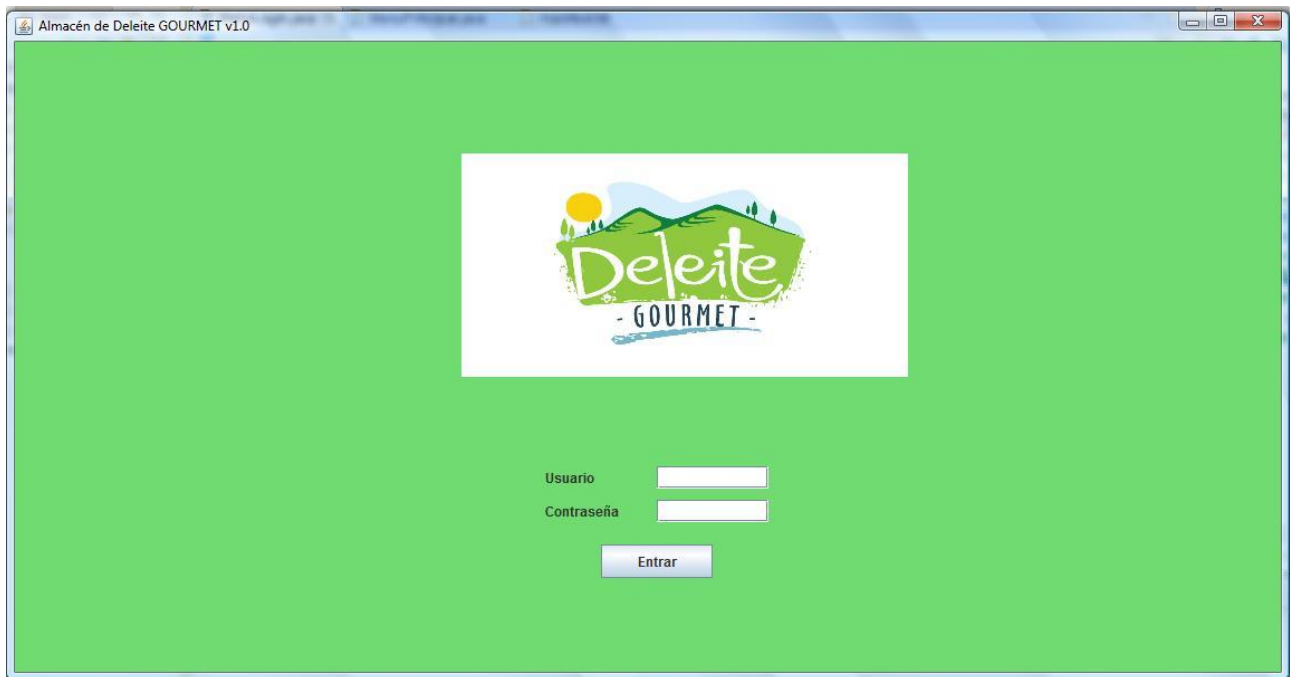 Almacén de Deleite GOURMET v1.0
Deleite
- GOURMET -
Usuario
Contraseña
Entrar